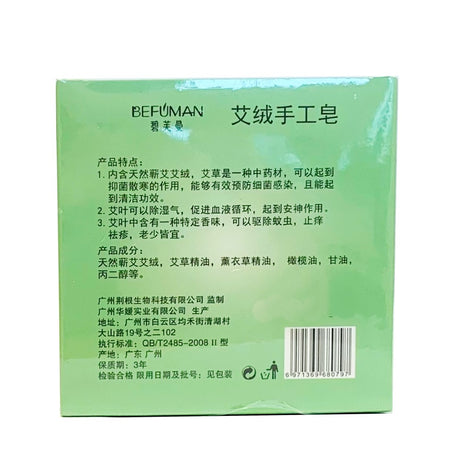 BEFUMAN
碧芙曼
艾绒手工皂
产品特点：
1. 内含天然蕲艾艾绒，艾草是一种中药材，可以起到
抑菌散寒的作用，能够有效预防细菌感染，且能起
到清洁功效。
2. 艾叶可以除湿气，促进血液循环，起到安神作用。
3. 艾叶中含有一种特定香味，可以驱除蚊虫，止痒
祛疹，老少皆宜。
产品成分：
天然蕲艾艾绒，艾草精油，薰衣草精油， 橄榄油，甘油，
丙二醇等。
广州荆根生物科技有限公司 监制
广州华媛实业有限公司 生产
地址：广州市白云区均禾街清湖村
大山路19号之二102
执行标准：QB/T2485-2008 II 型
产地：广东 广州
保质期：3年
检验合格 限用日期及批号：见包装
6971369680797